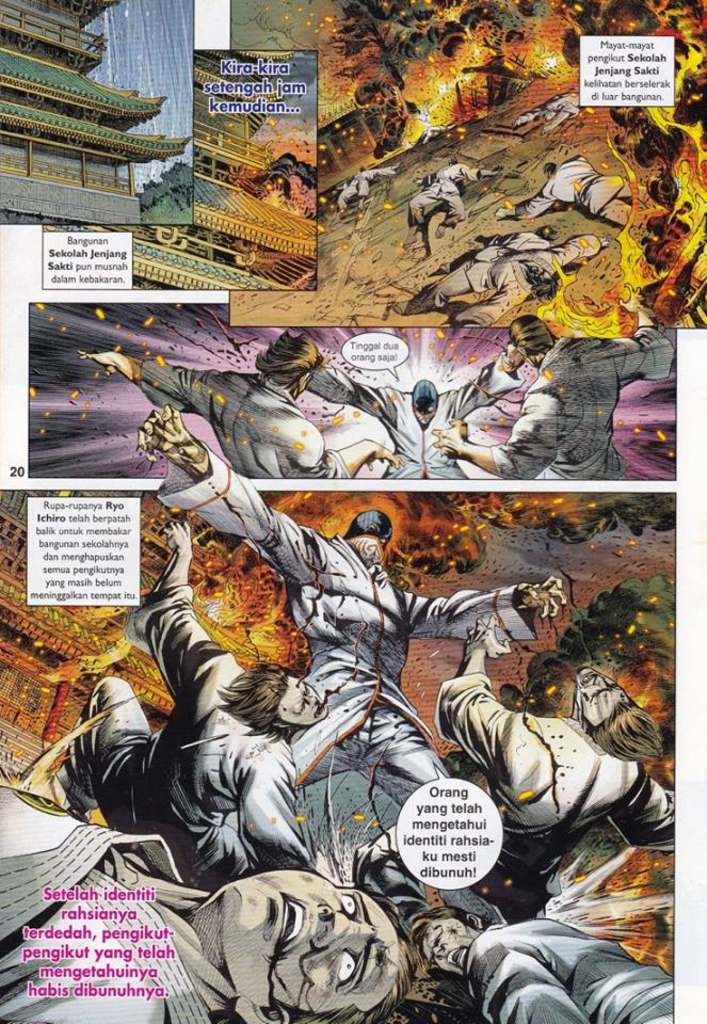 Kira-kira
setengah jam
kemudian...
Mayat-mayat
pengikut Sekolah
Jenjang Sakti
kelihatan berselerak
di luar bangunan.
Bangunan
Sekolah Jenjang
Sakti pun musnah
dalam kebakaran.
Tinggal dua
orang saja!
20
Rupa-rupanya Ryo
Ichiro telah berpatah
balik untuk membakar
bangunan sekolahnya
dan menghapuskan
semua pengikutnya
yang masih belum
meninggalkan tempat itu.
Orang
yang telah
mengetahui
identiti rahsia-
ku mesti
dibunuh!
Setelah identiti
rahsianya
terdedah, pengikut-
pengikut yang telah
mengetahuinya
habis dibunuhnya.